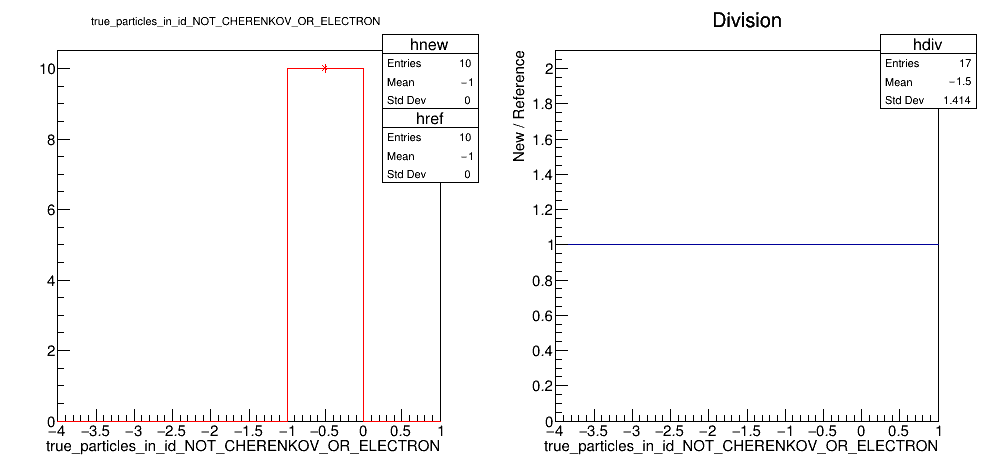 true_particles_in_id_NOT_CHERENKOV_OR_ELECTRON
hnew
Entries 10
Mean −1
Std Dev 0
href
Entries 10
Mean −1
Std Dev 0
10
8
6
4
2
0
−4 −3.5 −3 −2.5 −2 −1.5 −1 −0.5 0 0.5 1
true_particles_in_id_NOT_CHERENKOV_OR_ELECTRON
Division
hdiv
Entries 17
Mean −1.5
Std Dev 1.414
New / Reference
2
1.8
1.6
1.4
1.2
1
0.8
0.6
0.4
0.2
0
−4 −3.5 −3 −2.5 −2 −1.5 −1 −0.5 0 0.5 1
true_particles_in_id_NOT_CHERENKOV_OR_ELECTRON